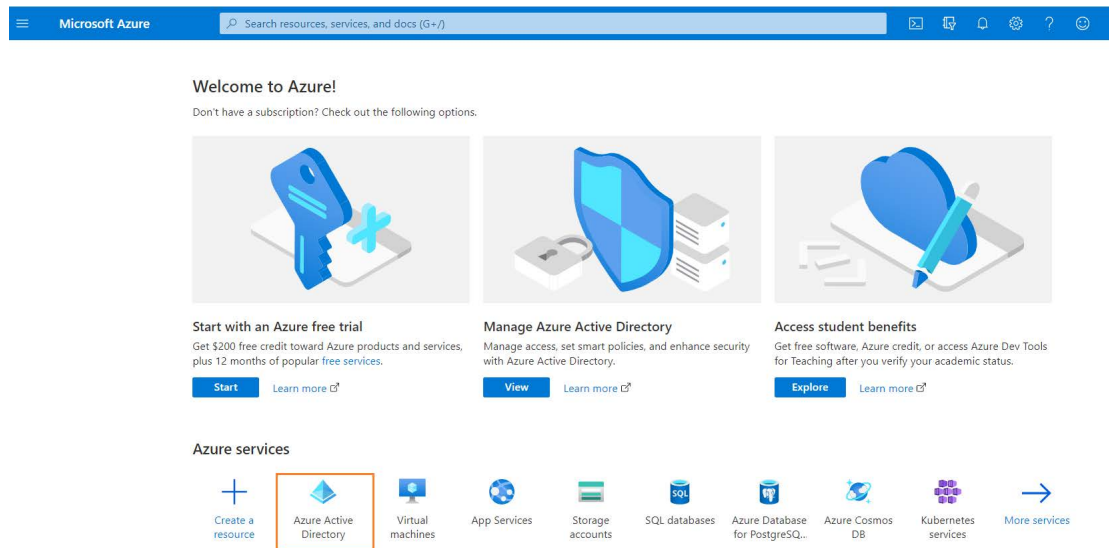 Microsoft Azure
Search resources, services, and docs (G+/)
Welcome to Azure!
Don't have a subscription? Check out the following options.
Start with an Azure free trial
Get $200 free credit toward Azure products and services,
plus 12 months of popular free services.
Start
Learn more
Manage Azure Active Directory
Manage access, set smart policies, and enhance security
with Azure Active Directory.
View
Learn more
Access student benefits
Get free software, Azure credit, or access Azure Dev Tools
for Teaching after you verify your academic status.
Explore
Learn more
Azure services
Create a
resource
Azure Active
Directory
Virtual
machines
App Services
Storage
accounts
SQL
SQL databases
Azure Database
for PostgreSQ...
Azure Cosmos
DB
Kubernetes
services
More services